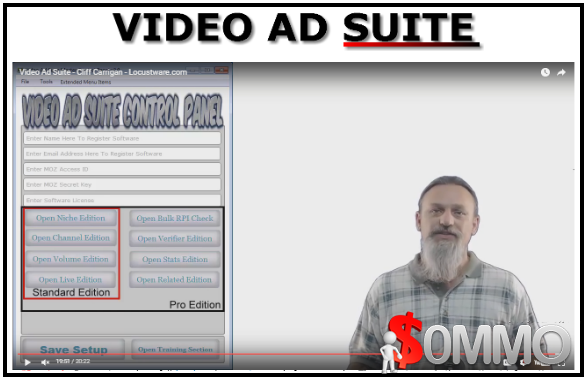 VIDEO AD SUITE
Video Ad Suite - Cliff Carrigan - Locustware.com
File Tools Extended Menu Items
VIDEO AD SUITE CONTROL PANEL
Enter Name Here To Register Software
Enter Email Address Here To Register Software
Enter MOZ Access ID
Enter MOZ Secret Key
Enter Software License
Open Niche Edition Open Bulk RPI Check
Open Channel Edition Open Verifier Edition
Open Volume Edition Open Stats Edition
Open Live Edition Open Related Edition
Standard Edition
Pro Edition
Save Setup Open Training Section
19:53 / 20:22
$OMMO